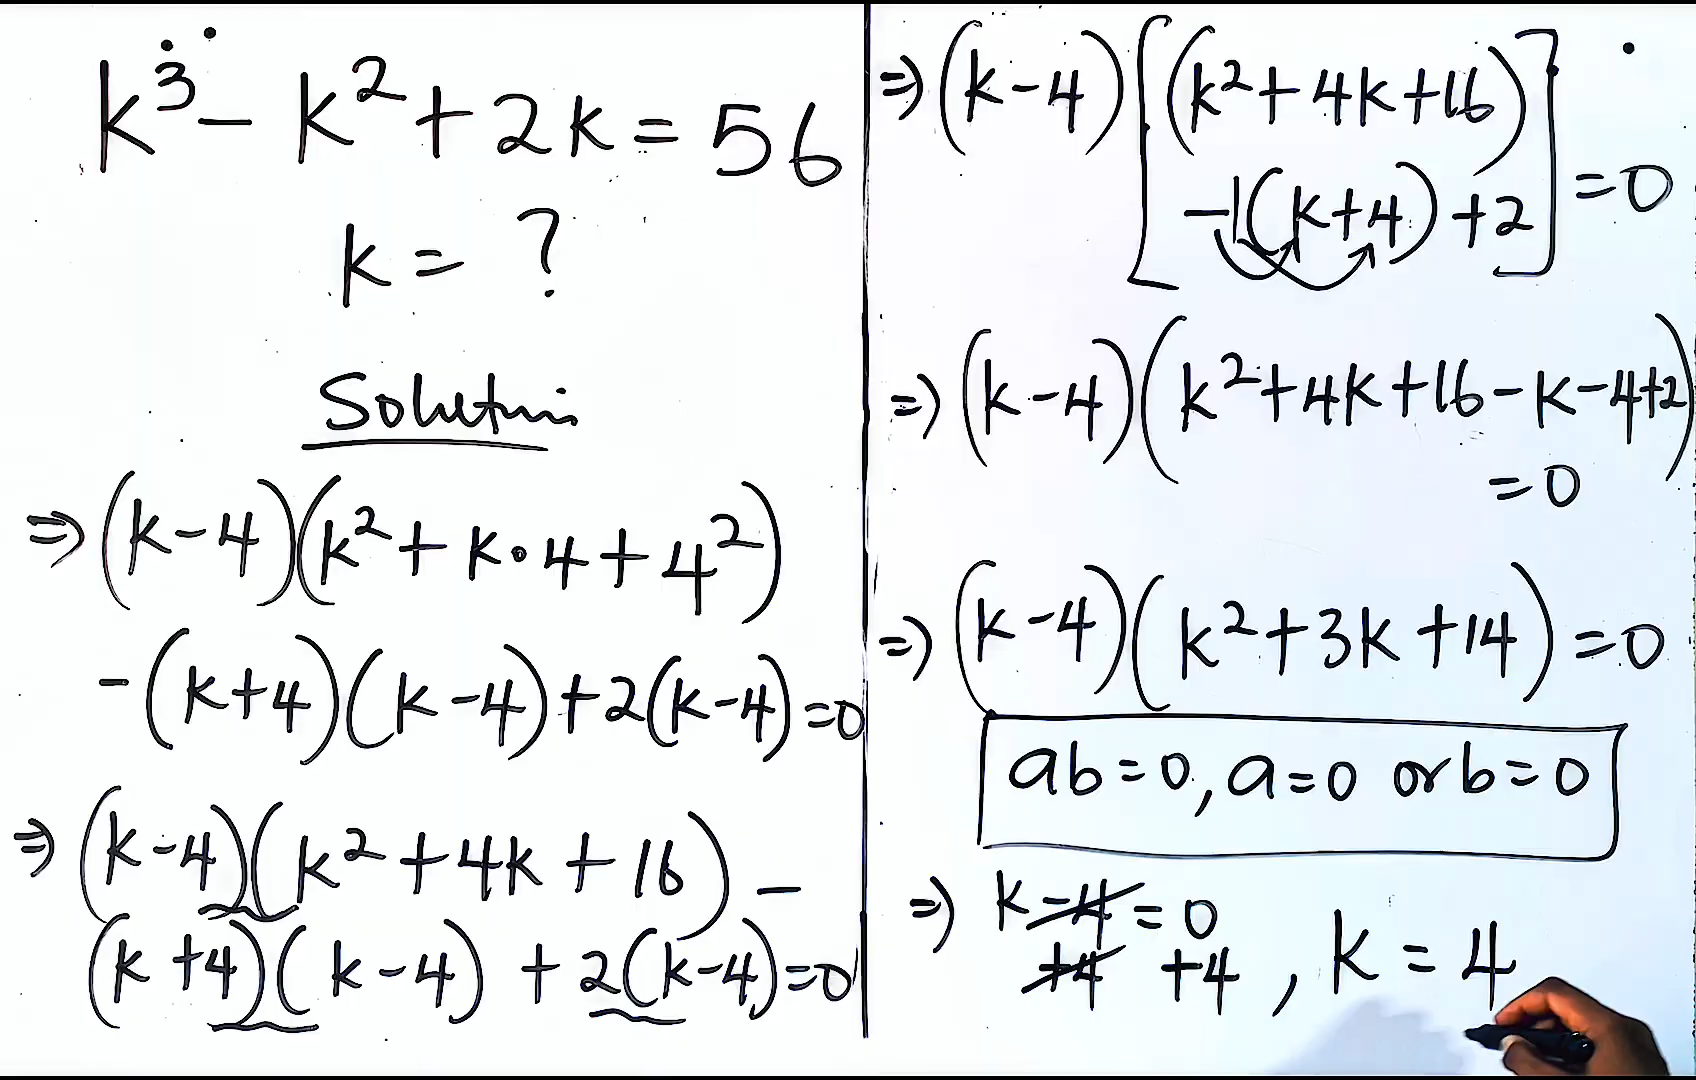 k³ - k² + 2k = 56
k = ?
Solution
⇒ (k-4)(k² + k•4 + 4²)
-(k+4)(k-4)+2(k-4)=0
⇒ (k-4)(k² + 4k + 16) -
(k+4)(k-4) + 2(k-4)=0
⇒ (k-4)[(k²+4k+16)
-1(k+4)+2] =0
⇒ (k-4)(k²+4k+16-k-4+2)
=0
⇒ (k-4)(k²+3k+14)=0
ab=0, a=0 or b=0
⇒ k-4=0
+4 +4, k = 4